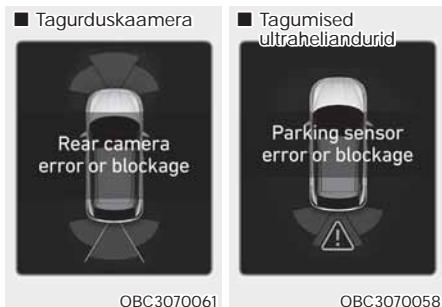 ■ Tagurduskaamera
Rear camera
error or blockage
OBC3070061
■ Tagumised
ultraheliandurid
Parking sensor
error or blockage
OBC3070058